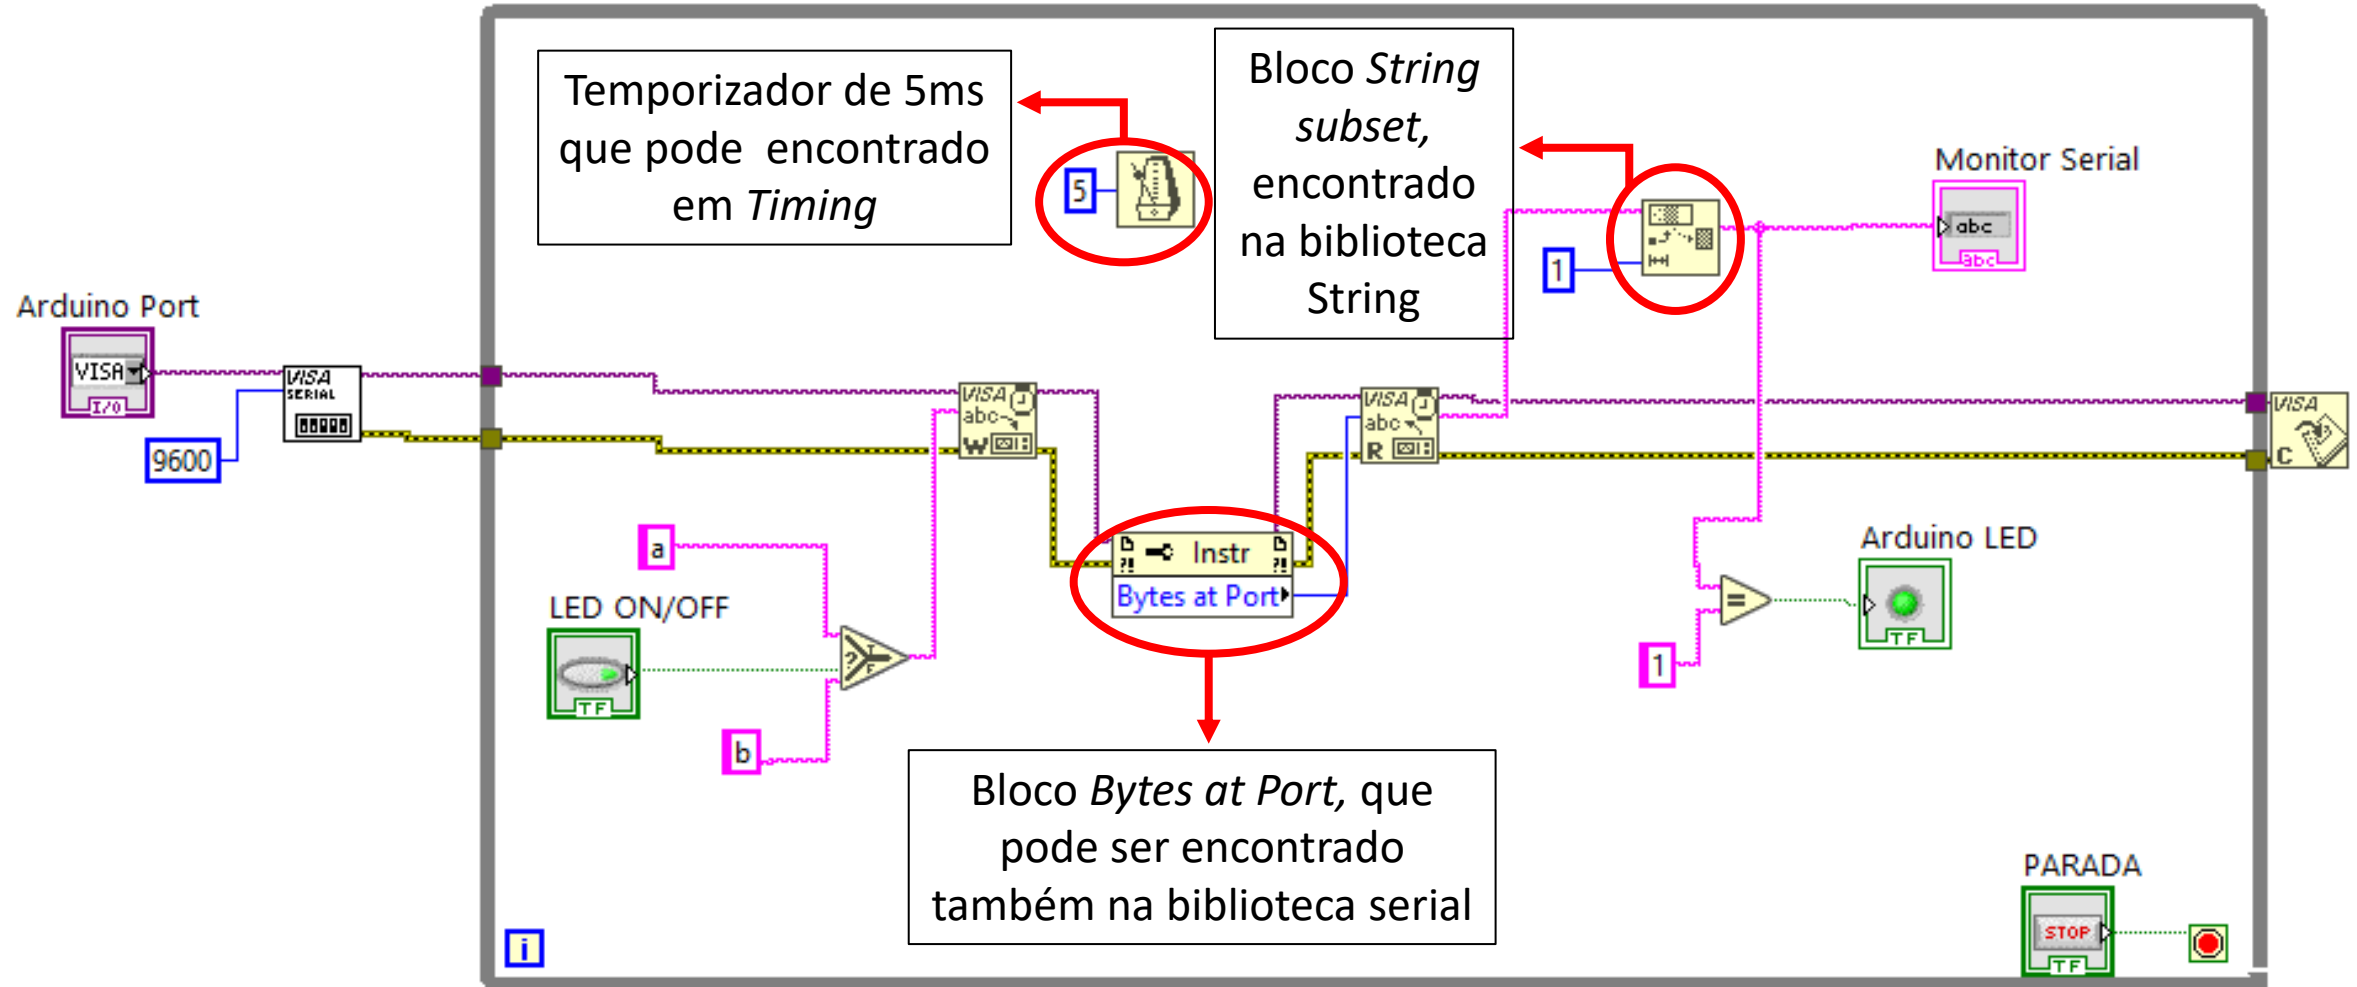 Temporizador de 5ms
que pode  encontrado
em Timing
5
Bloco String
subset,
encontrado
na biblioteca
String
1
Monitor Serial
abc
abc
Arduino Port
VISA
I/O
9600
VISA
SERIAL
VISA
abc
W
Instr
Bytes at Port
VISA
abc
R
VISA
C
a
LED ON/OFF
TF
b
?
T
F
=
1
Arduino LED
TF
Bloco Bytes at Port, que
pode ser encontrado
também na biblioteca serial
PARADA
STOP
TF
i